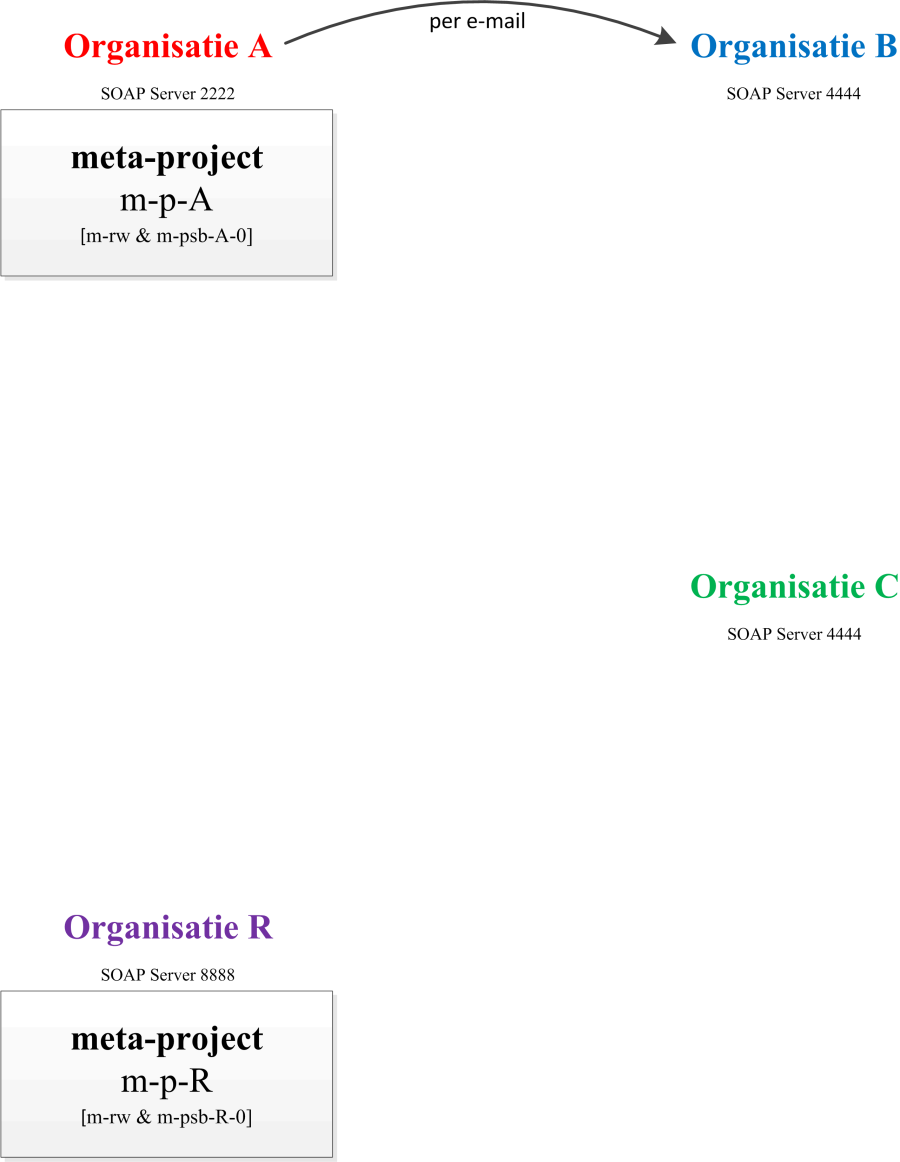 per e-mail
Organisatie A
Organisatie B
SOAP Server 2222
SOAP Server 4444
meta-project
m-p-A
[m-rw & m-psb-A-0]
Organisatie C
SOAP Server 4444
Organisatie R
SOAP Server 8888
meta-project
m-p-R
[m-rw & m-psb-R-0]